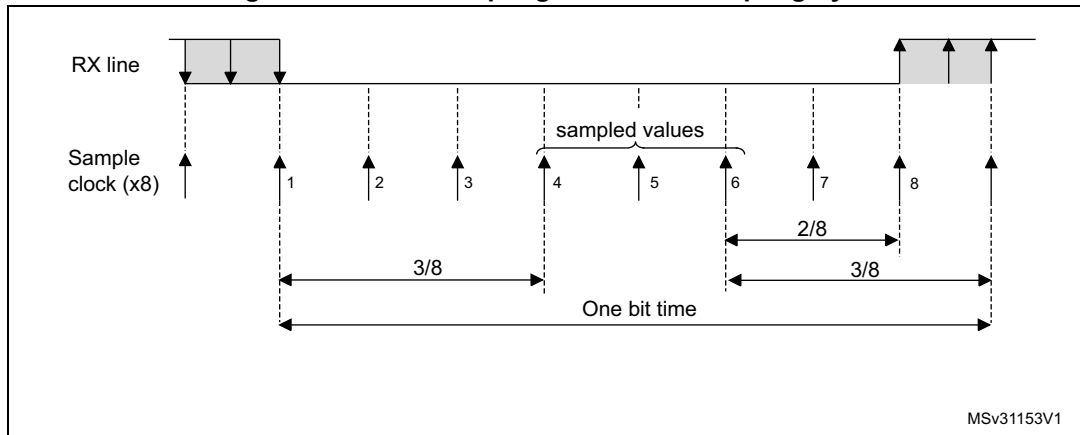 RX line
sampled values
Sample
clock (x8)
1 2 3 4 5 6 7 8
2/8
3/8 3/8
One bit time
MSv31153V1